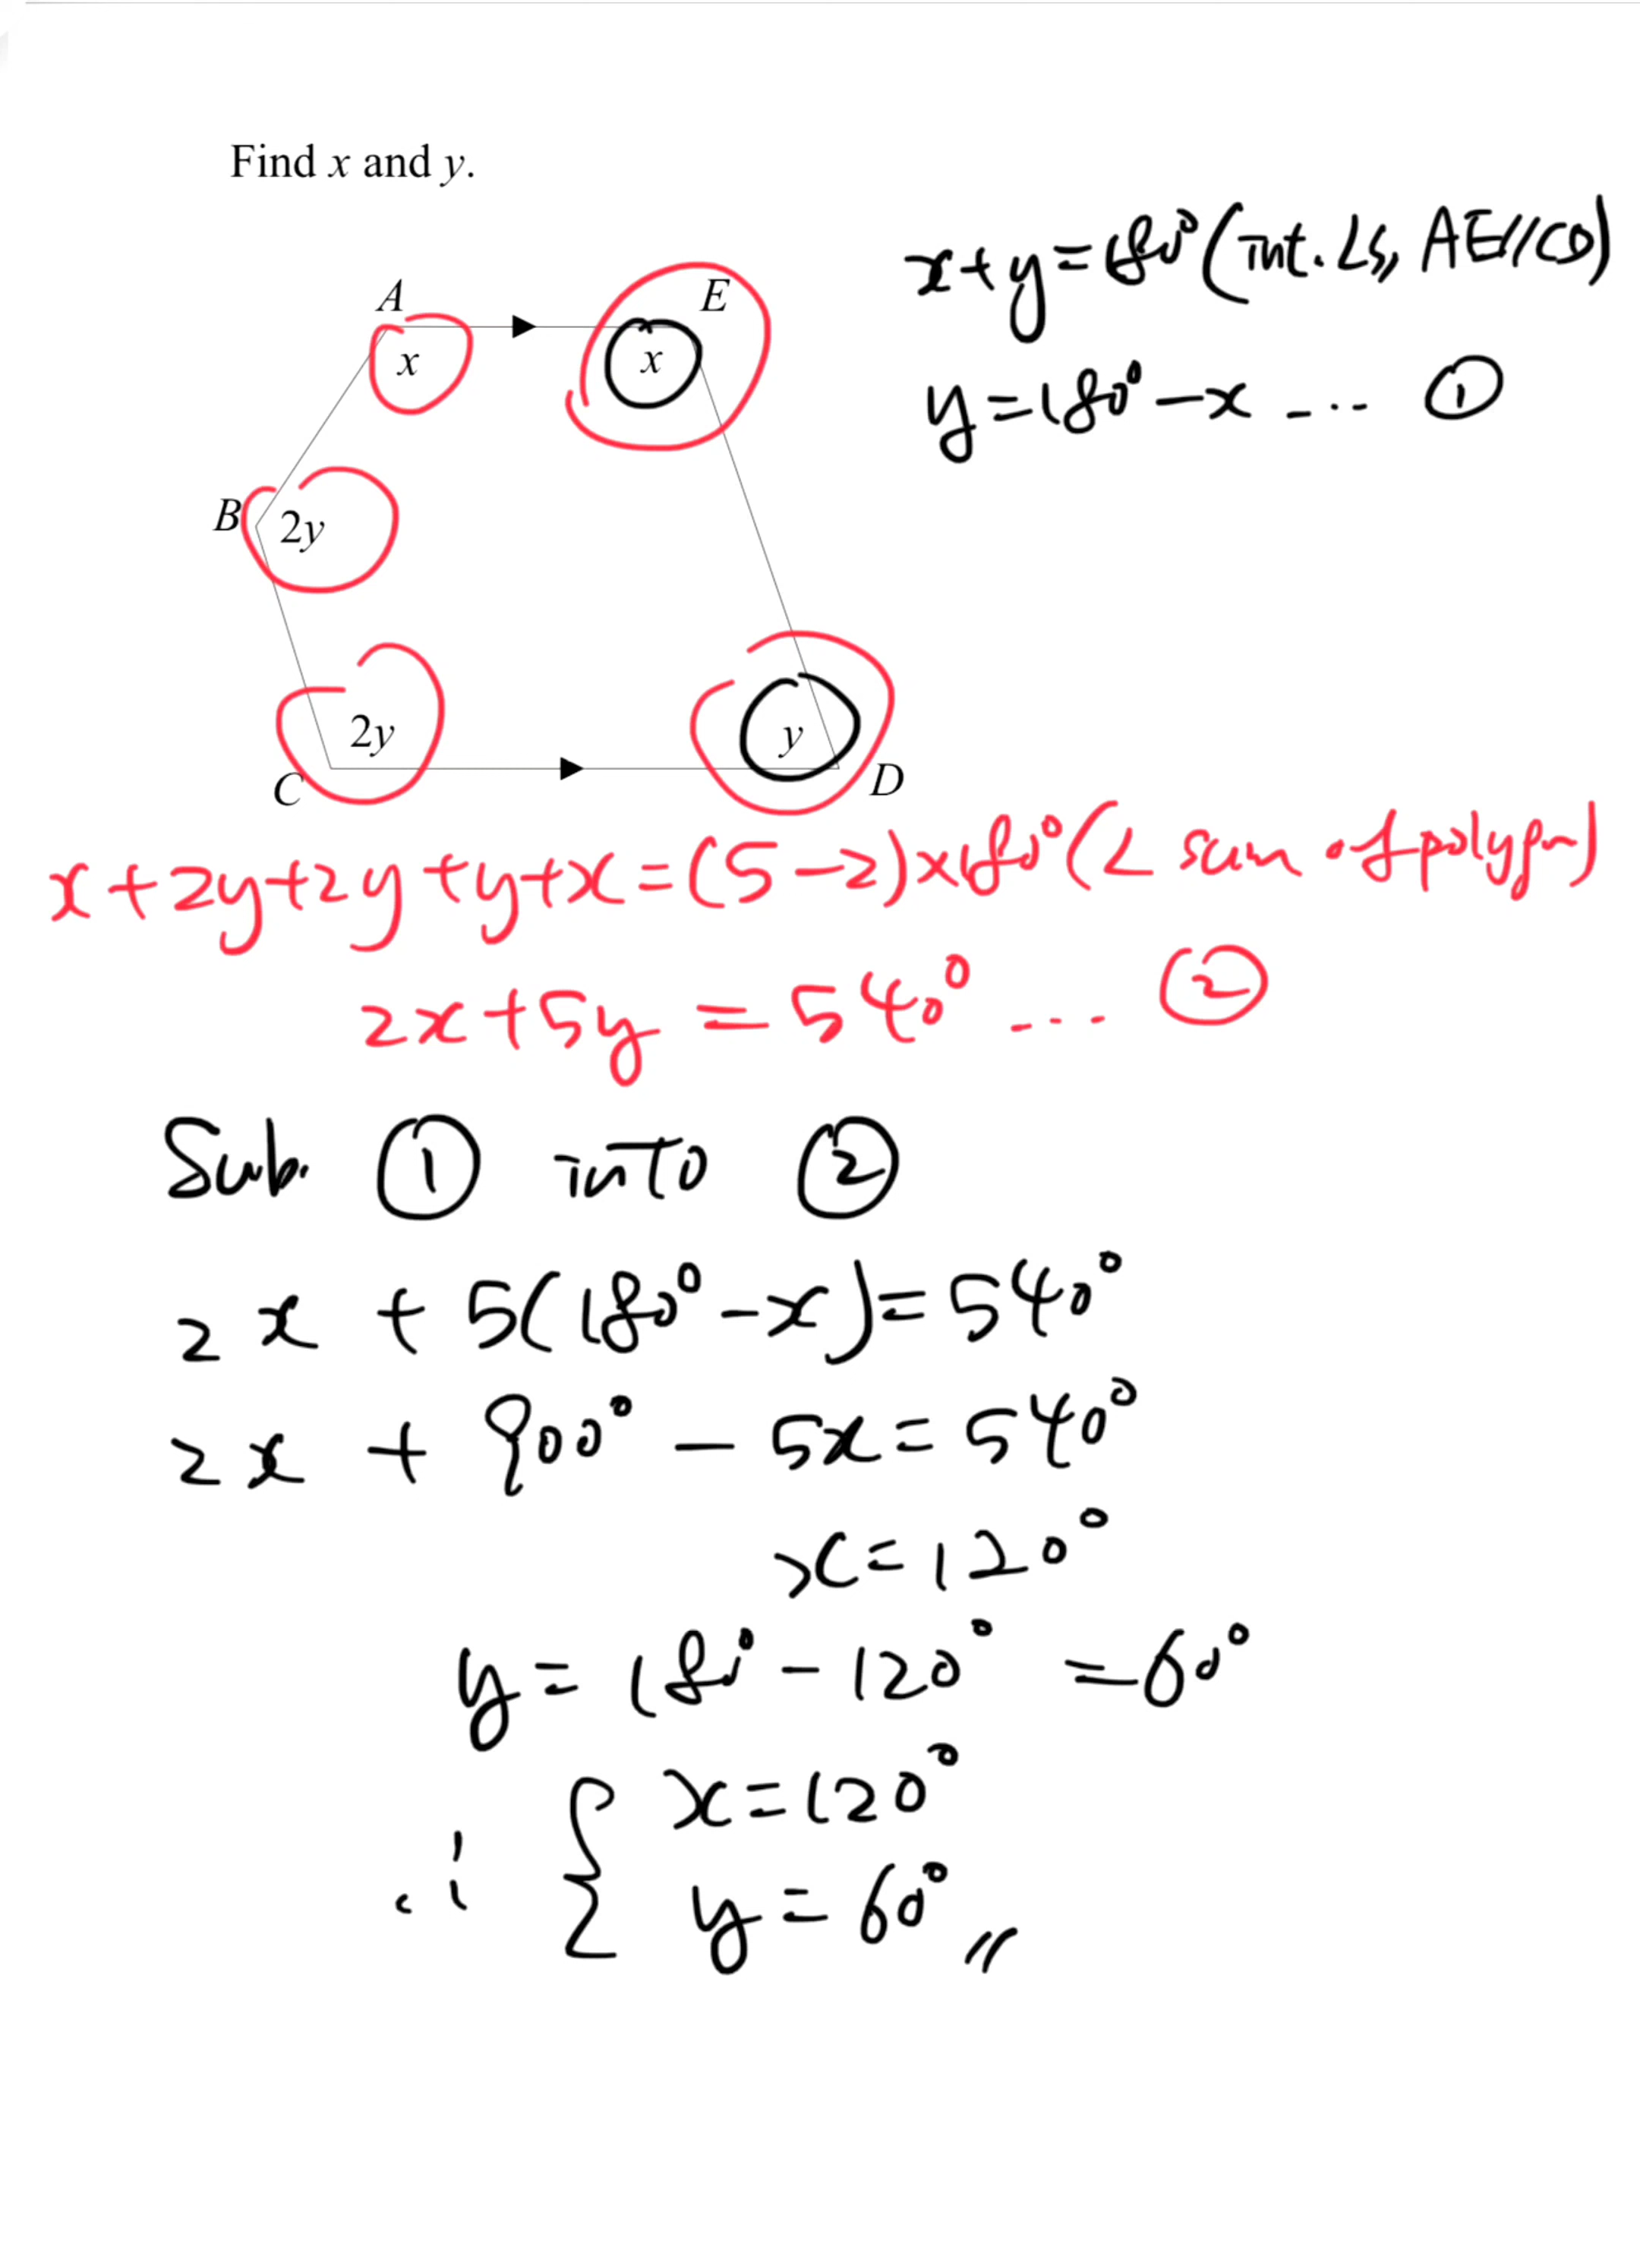 Find x and y.
x+y=180° (int. ∠s, AE//CD)
y=180°-x ... ①
A
E
x
x
B
2y
2y
y
C
D
x+2y+2y+y+x=(5-2)×180° (∠ sum of polygon)
2x+5y=540° ... ②
Sub. ① into ②
2x+5(180°-x)=540°
2x+900°-5x=540°
x=120°
y=180°-120°=60°
∴ { x=120°
y=60° //